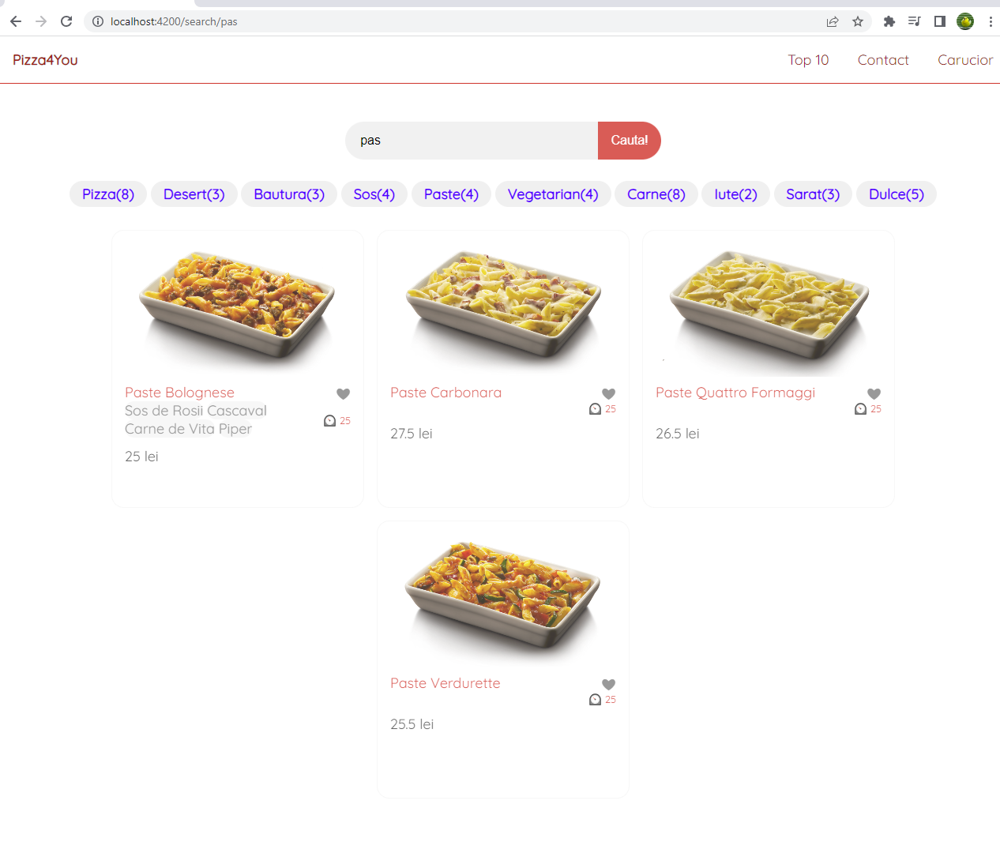 localhost:4200/search/pas
Pizza4You Top 10 Contact Carucior
pas Cauta!
Pizza(8) Desert(3) Bautura(3) Sos(4) Paste(4) Vegetarian(4) Carne(8) Iute(2) Sarat(3) Dulce(5)
Paste Bolognese
Sos de Rosii Cascaval
Carne de Vita Piper
25
25 lei
Paste Carbonara
25
27.5 lei
Paste Quattro Formaggi
25
26.5 lei
Paste Verdurette
25
25.5 lei